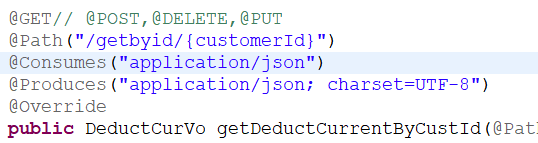 @GET// @POST,@DELETE,@PUT
@Path("/getbyid/{customerId}")
@Consumes("application/json")
@Produces("application/json; charset=UTF-8")
@Override
public DeductCurVo getDeductCurrentByCustId(@Pat